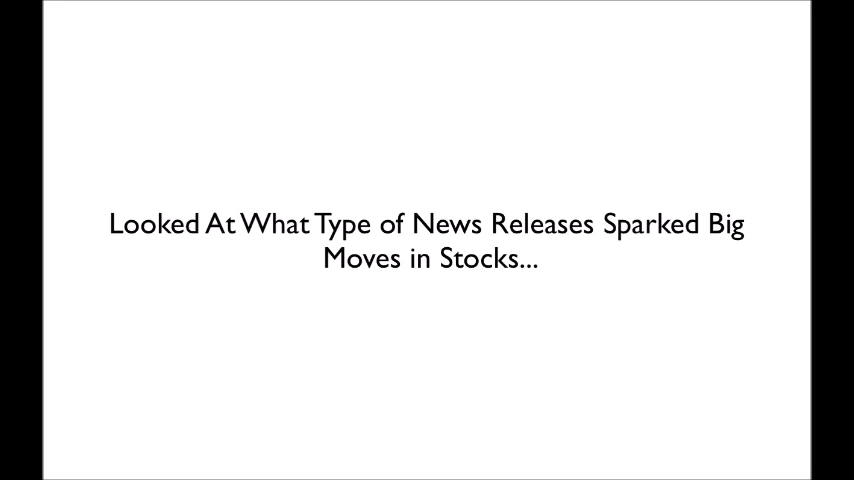 Looked At What Type of News Releases Sparked Big
Moves in Stocks...